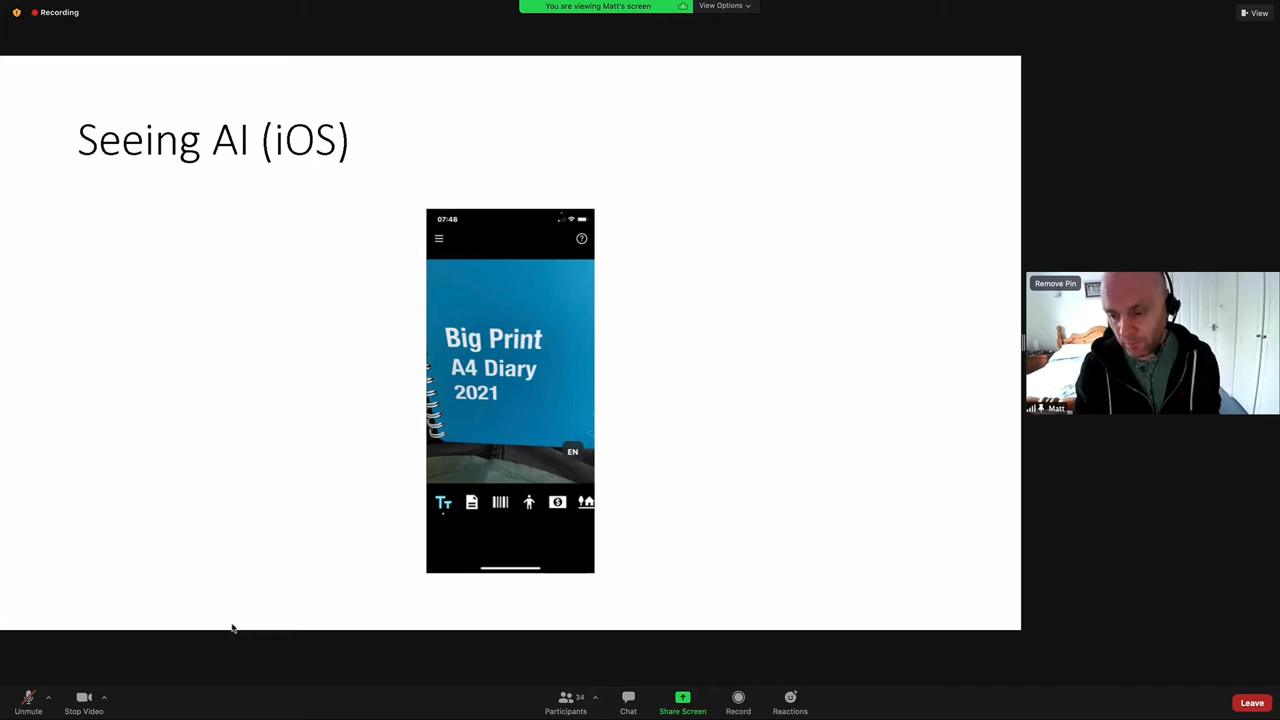 Recording
You are viewing Matt's screen
View Options
View
Seeing AI (iOS)
07:48
Big Print
A4 Diary
2021
EN
Tт
Remove Pin
Matt
Unmute
Stop Video
34
Participants
Chat
Share Screen
Record
Reactions
Leave